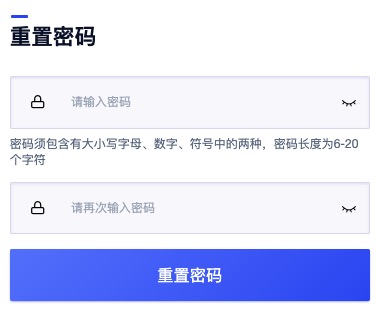 重置密码
请输入密码
密码须包含有大小写字母、数字、符号中的两种，密码长度为6-20
个字符
请再次输入密码
重置密码